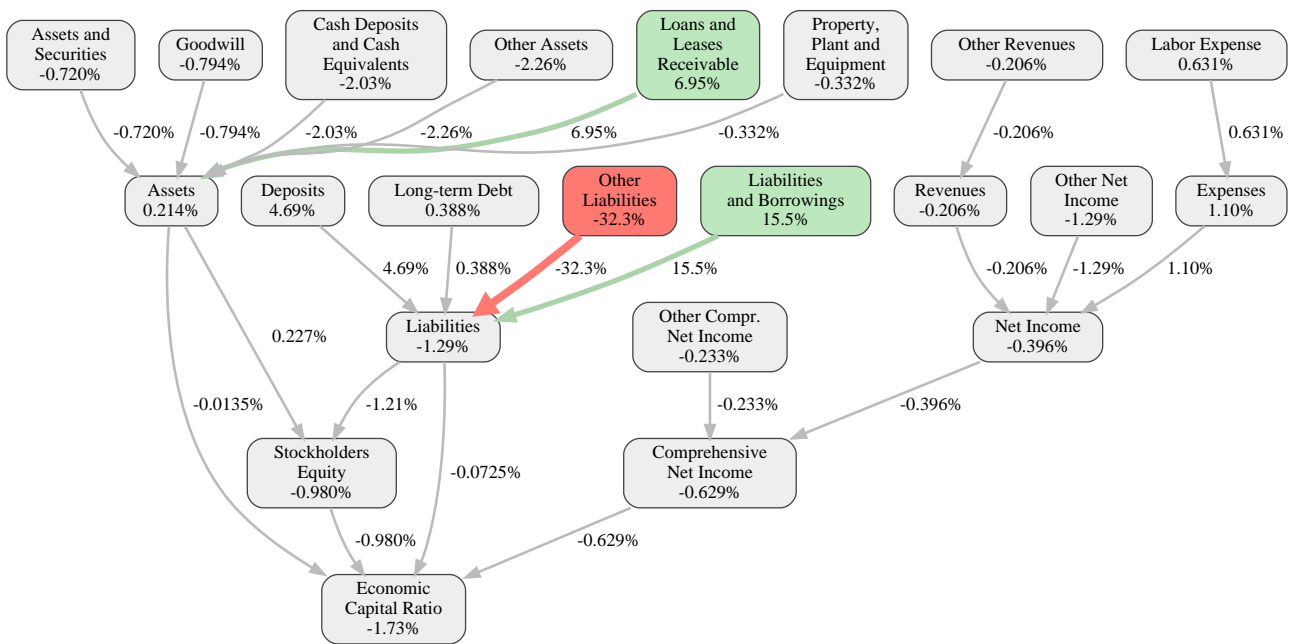 Assets and
Securities
-0.720%
Goodwill
-0.794%
Cash Deposits
and Cash
Equivalents
-2.03%
Other Assets
-2.26%
Loans and
Leases
Receivable
6.95%
Property,
Plant and
Equipment
-0.332%
Other Revenues
-0.206%
Labor Expense
0.631%
-0.720%
-0.794%
-2.03%
-2.26%
6.95%
-0.332%
-0.206%
0.631%
Assets
0.214%
Deposits
4.69%
Long-term Debt
0.388%
Other
Liabilities
-32.3%
Liabilities
and Borrowings
15.5%
Revenues
-0.206%
Other Net
Income
-1.29%
Expenses
1.10%
4.69%
0.388%
-32.3%
15.5%
-0.206%
-1.29%
1.10%
0.227%
Liabilities
-1.29%
Other Compr.
Net Income
-0.233%
Net Income
-0.396%
-0.0135%
-1.21%
-0.233%
-0.396%
Stockholders
Equity
-0.980%
-0.0725%
Comprehensive
Net Income
-0.629%
-0.980%
-0.629%
Economic
Capital Ratio
-1.73%